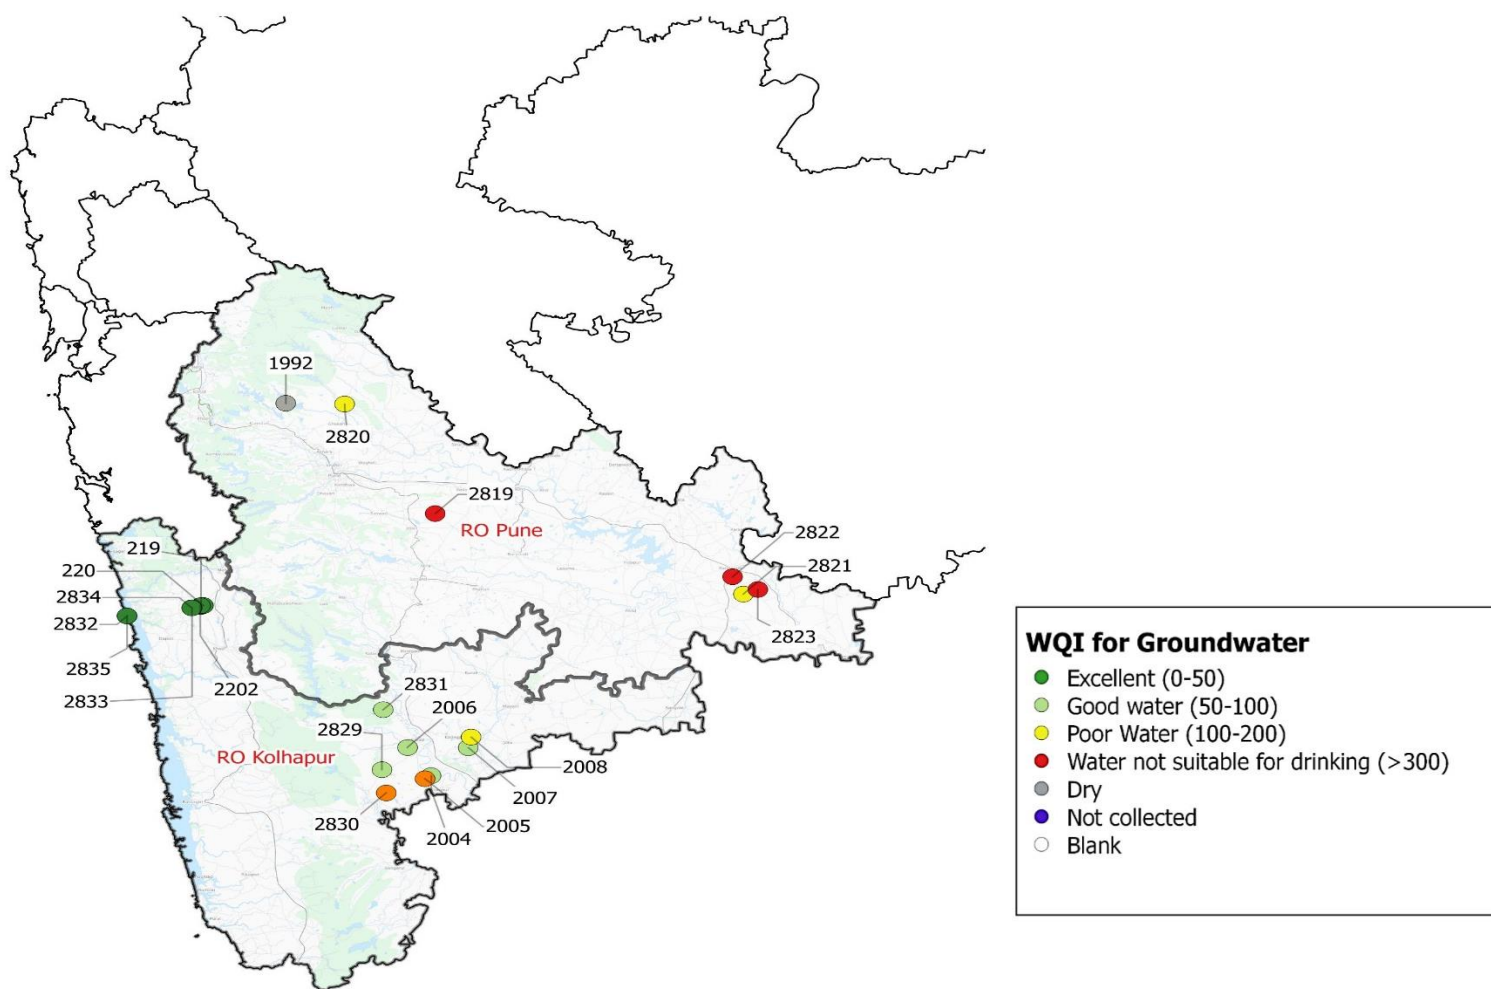 1992
2820
2819
RO Pune
2822
2821
2823
219
220
2834
2832
2835
2833
2202
2831
2006
2829
RO Kolhapur
2008
2007
2830
2005
2004
WQI for Groundwater
Excellent (0-50)
Good water (50-100)
Poor Water (100-200)
Water not suitable for drinking (>300)
Dry
Not collected
Blank